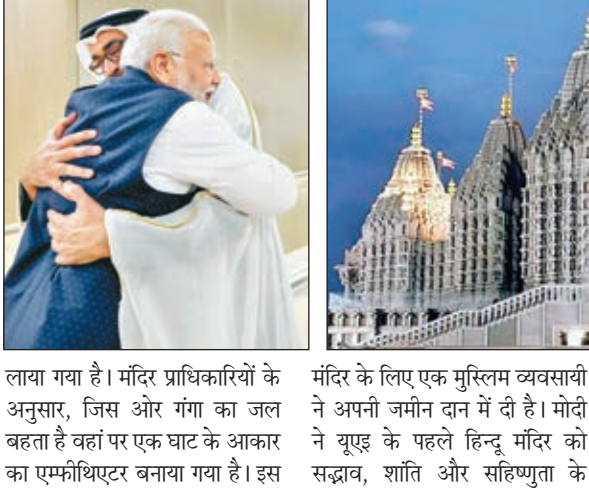 लाया गया है। मंदिर प्राधिकारियों के
अनुसार, जिस ओर गंगा का जल
बहता है वहां पर एक घाट के आकार
का एम्फीथिएटर बनाया गया है। इस
मंदिर के लिए एक मुस्लिम व्यवसायी
ने अपनी जमीन दान में दी है। मोदी
ने यूएइ के पहले हिन्दू मंदिर को
सद्भाव, शांति और सहिष्णुता के